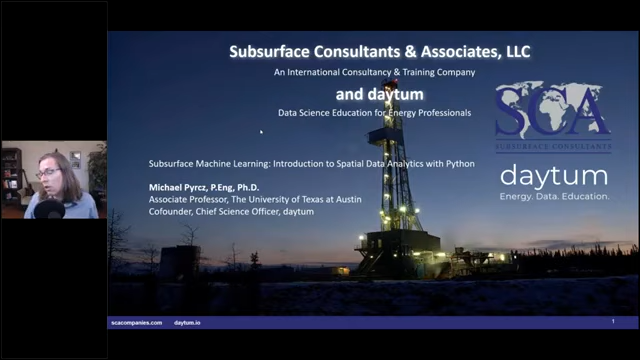 Subsurface Consultants & Associates, LLC
An International Consultancy & Training Company
and daytum
Data Science Education for Energy Professionals
SCA
SUBSURFACE CONSULTANTS
daytum
Energy. Data. Education.
Subsurface Machine Learning: Introduction to Spatial Data Analytics with Python
Michael Pyrcz, P.Eng, Ph.D.
Associate Professor, The University of Texas at Austin
Cofounder, Chief Science Officer, daytum
scacompanies.com daytum.io
1